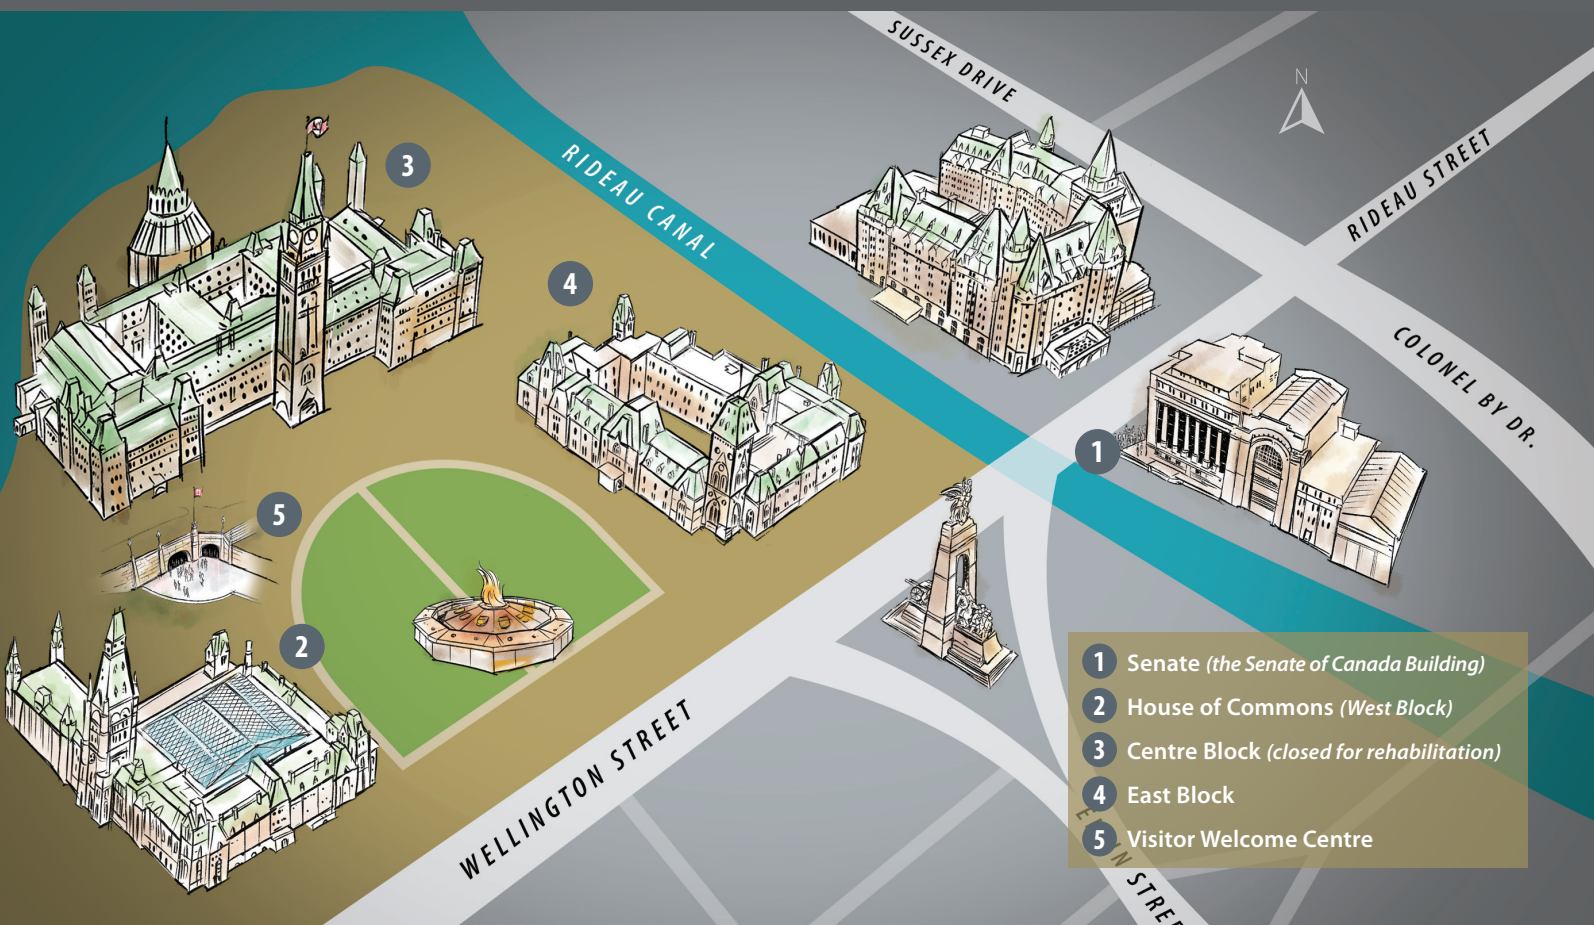 SUSSEX DRIVE
N
RIDEAU STREET
RIDEAU CANAL
3
4
COLONEL BY DR.
1
5
2
WELLINGTON STREET
1 Senate (the Senate of Canada Building)
2 House of Commons (West Block)
3 Centre Block (closed for rehabilitation)
4 East Block
5 Visitor Welcome Centre